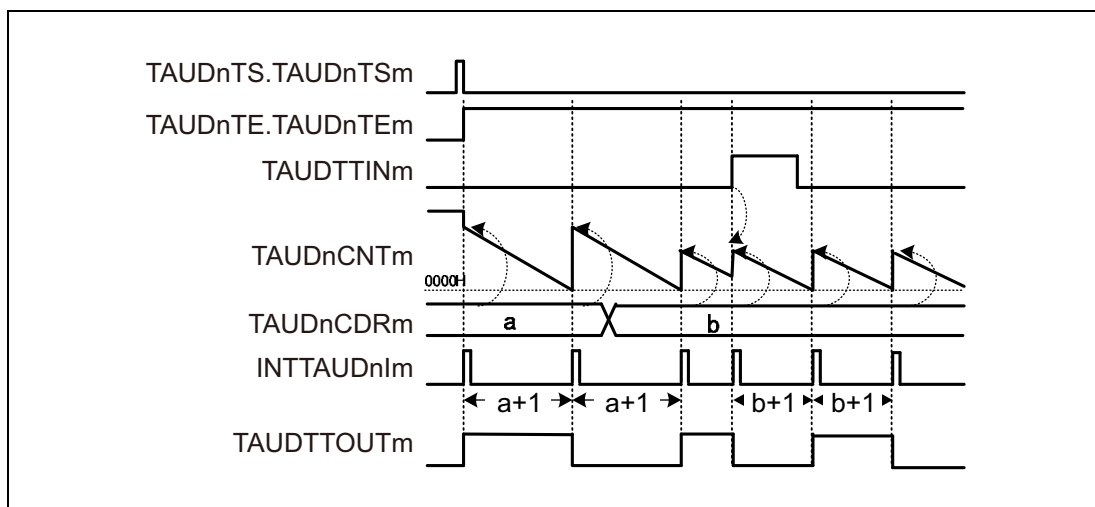 TAUDnTS.TAUDnTSm
TAUDnTE.TAUDnTEm
TAUDTTINm
TAUDnCNTm
0000H
TAUDnCDRm
a
b
INTTAUDnIm
a+1
a+1
b+1
b+1
TAUDTTOUTm